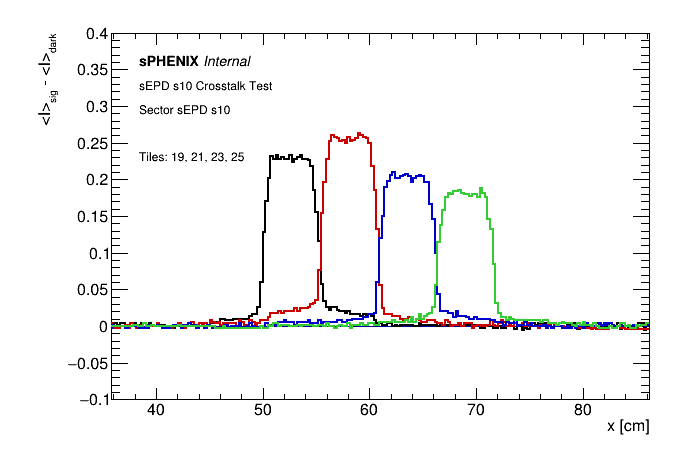 0.4
0.35
0.3
0.25
0.2
0.15
0.1
0.05
0
−0.05
−0.1
<I>sig - <I>dark
sPHENIX Internal
sEPD s10 Crosstalk Test
Sector sEPD s10
Tiles: 19, 21, 23, 25
40 50 60 70 80
x [cm]